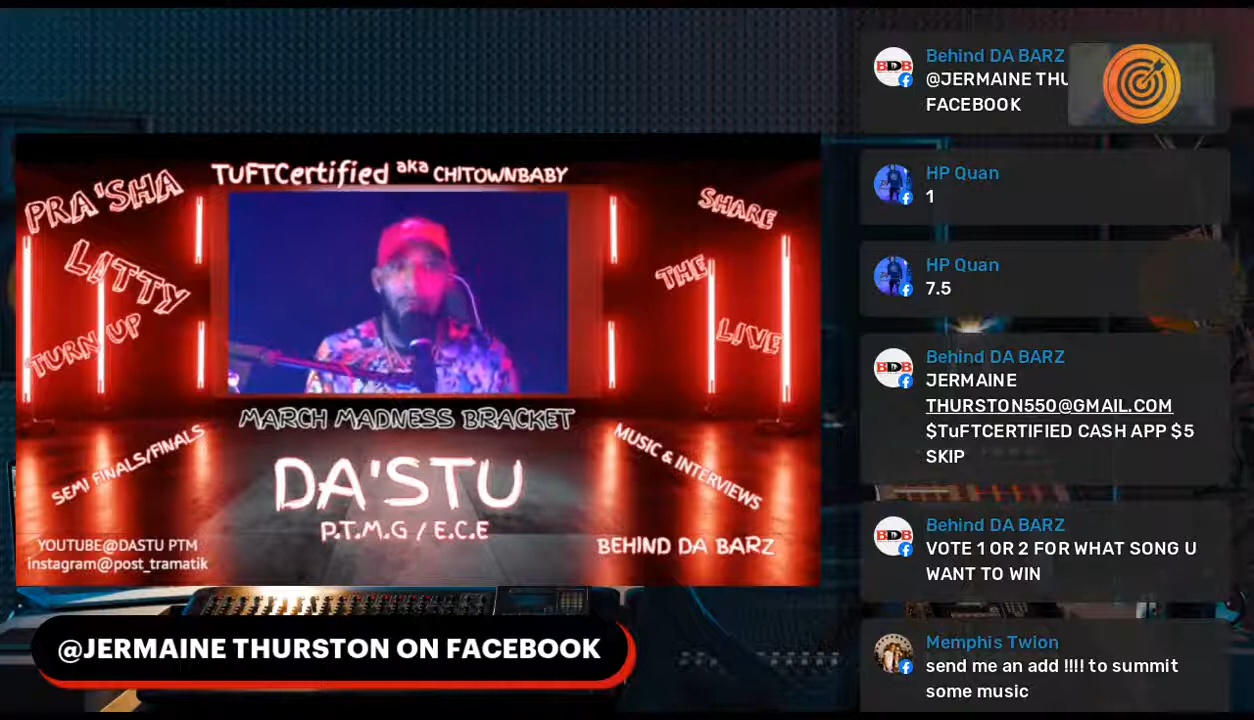 TUFTCertified aka CHITOWNBABY
PRA'SHA
LITTY
TURN UP
SHARE
THE
LIVE
MARCH MADNESS BRACKET
SEMI FINALS/FINALS
MUSIC & INTERVIEWS
DA'STU
P.T.M.G / E.C.E
YOUTUBE@DASTU PTM
instagram@post_tramatik
BEHIND DA BARZ
@JERMAINE THURSTON ON FACEBOOK
Behind DA BARZ
BDB
@JERMAINE THU
FACEBOOK
HP Quan
1
HP Quan
7.5
Behind DA BARZ
BDB
JERMAINE
THURSTON550@GMAIL.COM
$TuFTCERTIFIED CASH APP $5
SKIP
Behind DA BARZ
BDB
VOTE 1 OR 2 FOR WHAT SONG U
WANT TO WIN
Memphis Twion
send me an add !!!! to summit
some music